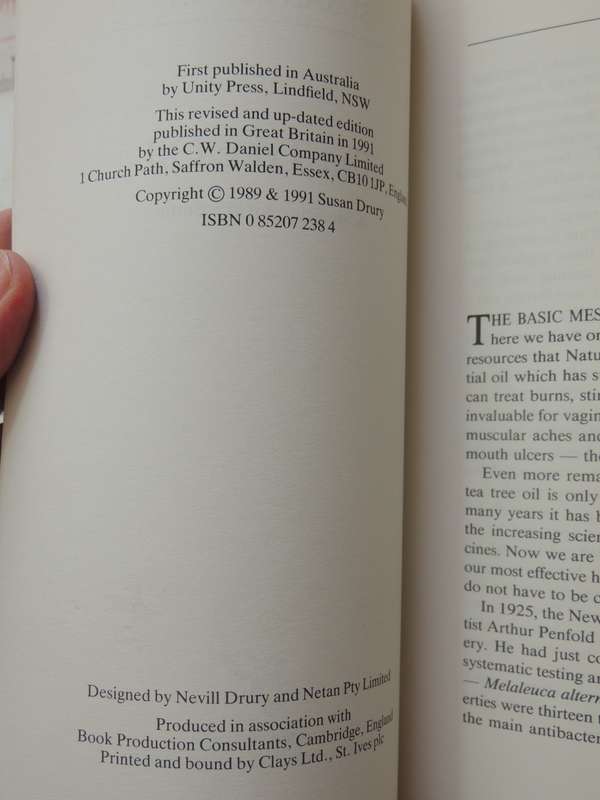 First published in Australia
by Unity Press, Lindfield, NSW
This revised and up-dated edition
published in Great Britain in 1991
by the C.W. Daniel Company Limited
1 Church Path, Saffron Walden, Essex, CB10 1JP, England
Copyright © 1989 & 1991 Susan Drury
ISBN 0 85207 238 4
Designed by Nevill Drury and Netan Pty Limited
Produced in association with
Book Production Consultants, Cambridge, England
Printed and bound by Clays Ltd., St. Ives plc
THE BASIC MES
here we have or
resources that Natu
tial oil which has s
can treat burns, stin
invaluable for vagin
muscular aches and
mouth ulcers — the
Even more rema
tea tree oil is only
many years it has b
the increasing scien
cines. Now we are
our most effective h
do not have to be c
In 1925, the New
tist Arthur Penfold
ery. He had just co
systematic testing an
— Melaleuca altern
erties were thirteen t
the main antibacter